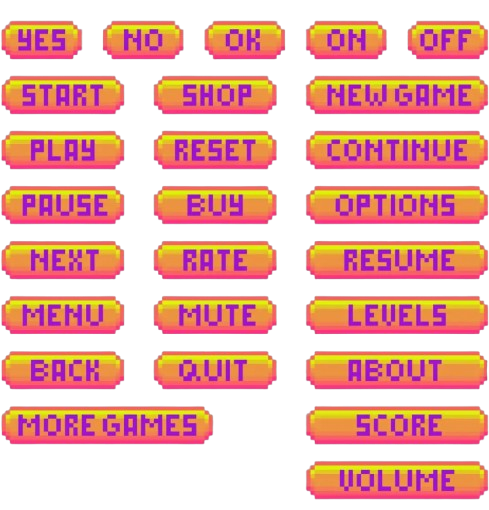 YES NO OK ON OFF
START SHOP NEW GAME
PLAY RESET CONTINUE
PAUSE BUY OPTIONS
NEXT RATE RESUME
MENU MUTE LEVELS
BACK QUIT ABOUT
MORE GAMES SCORE
VOLUME